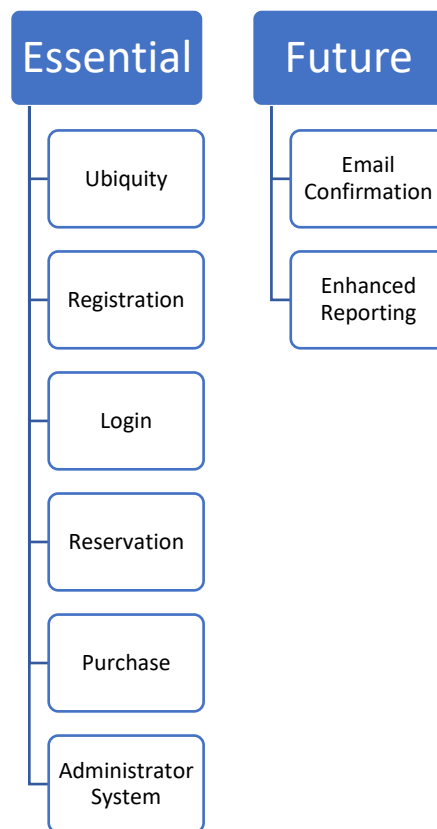 Essential
Ubiquity
Registration
Login
Reservation
Purchase
Administrator
System
Future
Email
Confirmation
Enhanced
Reporting